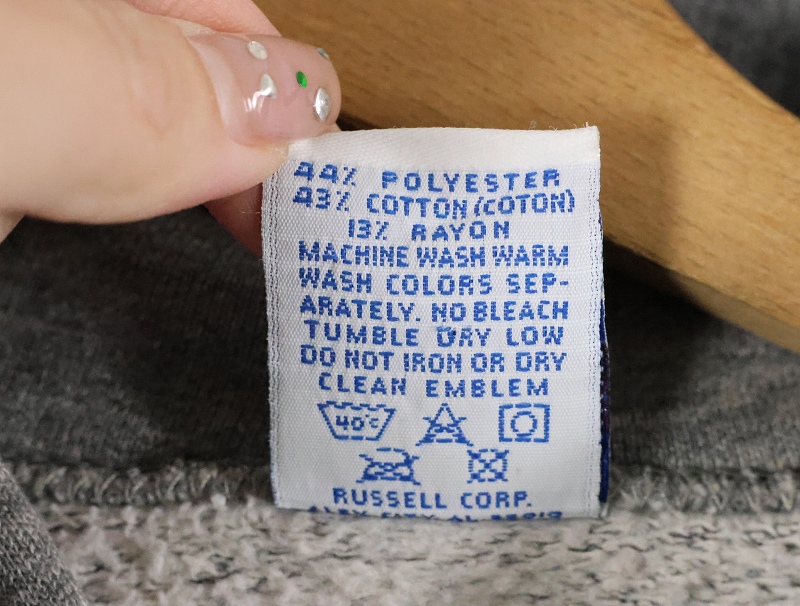 44% POLYESTER
43% COTTON (COTON)
13% RAYON
MACHINE WASH WARM
WASH COLORS SEP-
ARATELY. NO BLEACH
TUMBLE DRY LOW
DO NOT IRON OR DRY
CLEAN EMBLEM
40°C
RUSSELL CORP.